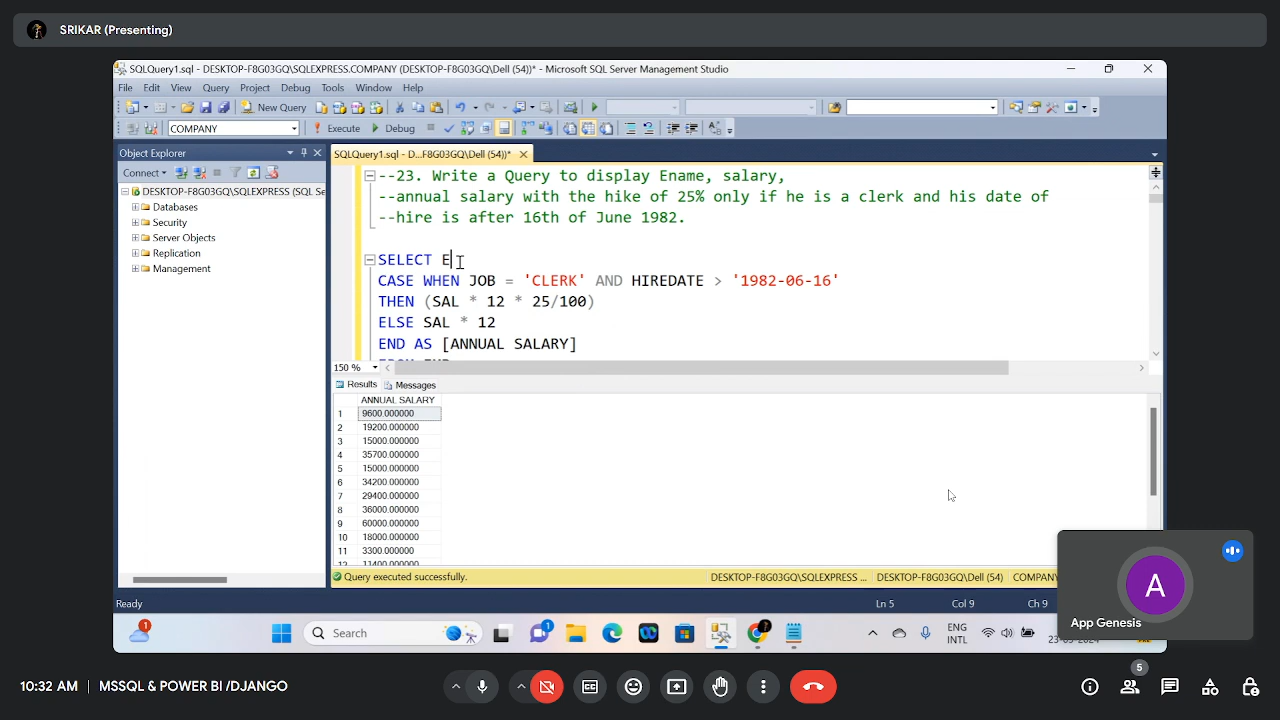 SRIKAR (Presenting)
SQLQuery1.sql - DESKTOP-F8G03GQ\SQLEXPRESS.COMPANY (DESKTOP-F8G03GQ\Dell (54))* - Microsoft SQL Server Management Studio
File Edit View Query Project Debug Tools Window Help
New Query
COMPANY Execute Debug
Object Explorer
SQLQuery1.sql - D...F8G03GQ\Dell (54))*
Connect
DESKTOP-F8G03GQ\SQLEXPRESS (SQL Se
Databases
Security
Server Objects
Replication
Management
--23. Write a Query to display Ename, salary,
--annual salary with the hike of 25% only if he is a clerk and his date of
--hire is after 16th of June 1982.
SELECT E
CASE WHEN JOB = 'CLERK' AND HIREDATE > '1982-06-16'
THEN (SAL * 12 * 25/100)
ELSE SAL * 12
END AS [ANNUAL SALARY]
150 %
Results Messages
ANNUAL SALARY
1 9600.000000
2 19200.000000
3 15000.000000
4 35700.000000
5 15000.000000
6 34200.000000
7 29400.000000
8 36000.000000
9 60000.000000
10 18000.000000
11 3300.000000
12 11400.000000
Query executed successfully.
DESKTOP-F8G03GQ\SQLEXPRESS ... DESKTOP-F8G03GQ\Dell (54) COMPANY
Ready Ln 5 Col 9 Ch 9
1 Search 1 7 ENG
INTL
A
App Genesis
10:32 AM | MSSQL & POWER BI /DJANGO
5